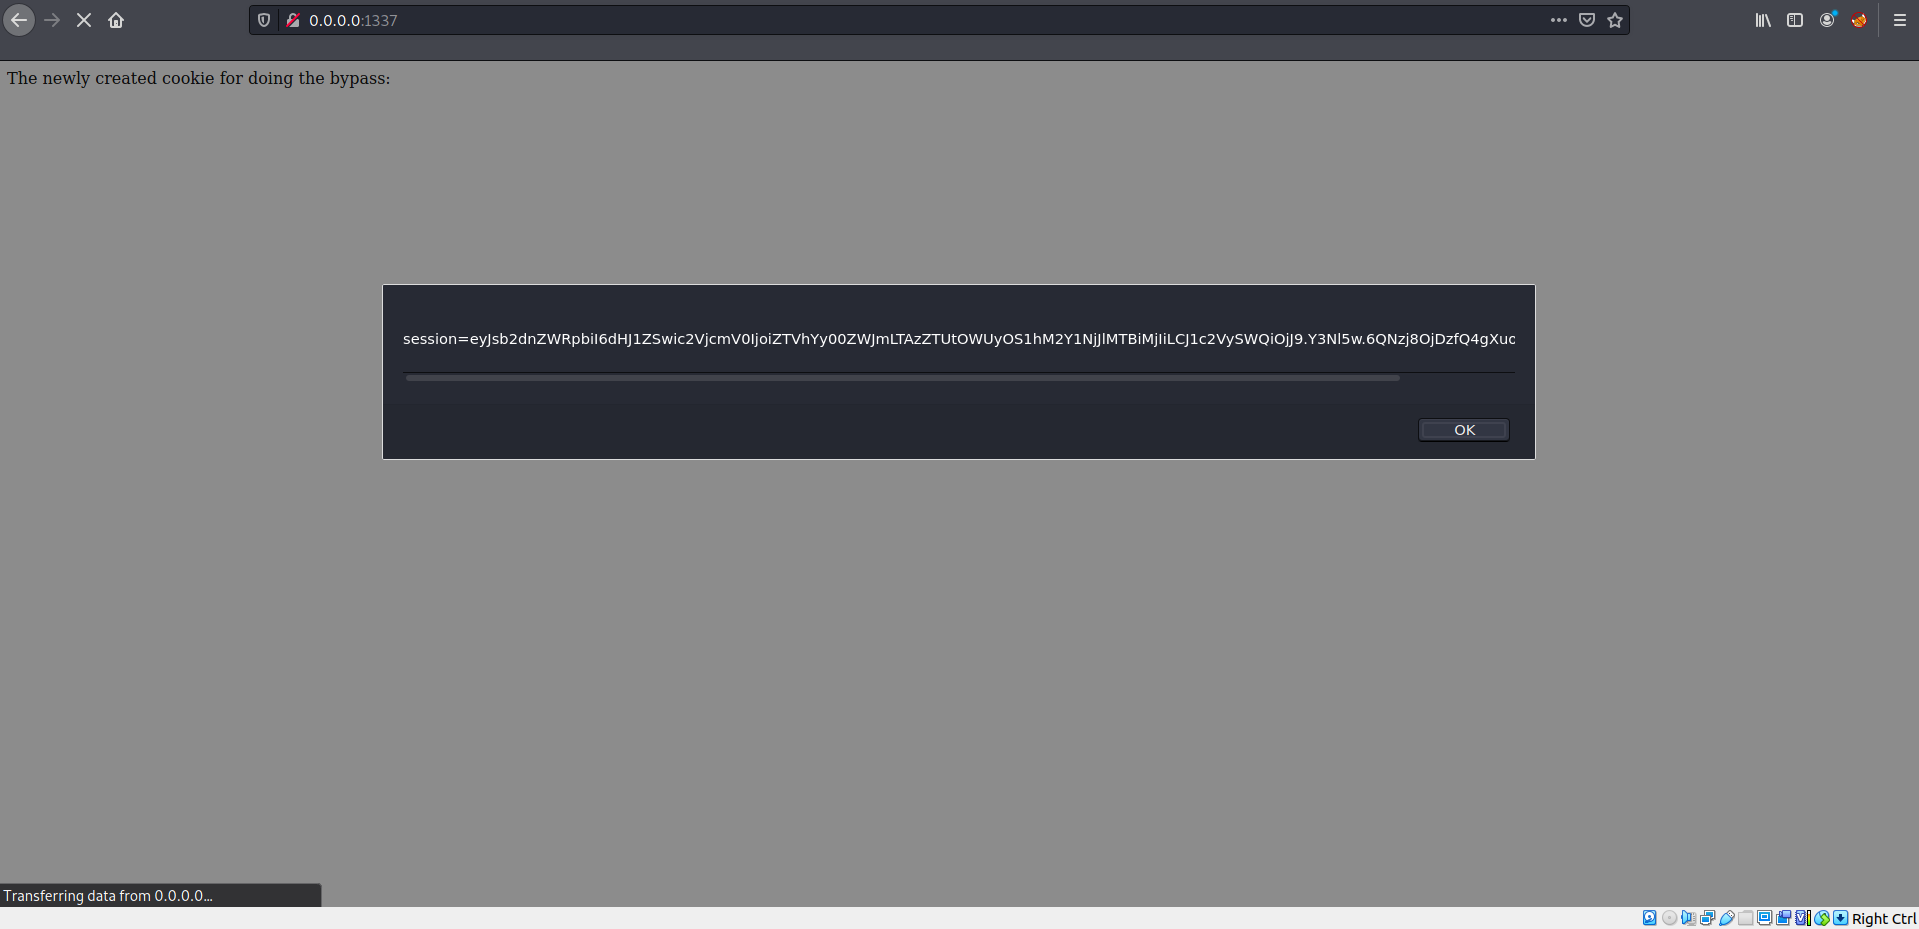 0.0.0.0:1337
The newly created cookie for doing the bypass:
session=eyJsb2dnZWRpbiI6dHJ1ZSwic2VjcmV0IjoiZTVhYy00ZWJmLTAzZTUtOWUyOS1hM2Y1NjJlMTBiMjIiLCJ1c2VySWQiOjJ9.Y3Nl5w.6QNzj8OjDzfQ4gXuc
OK
Transferring data from 0.0.0.0...
Right Ctrl